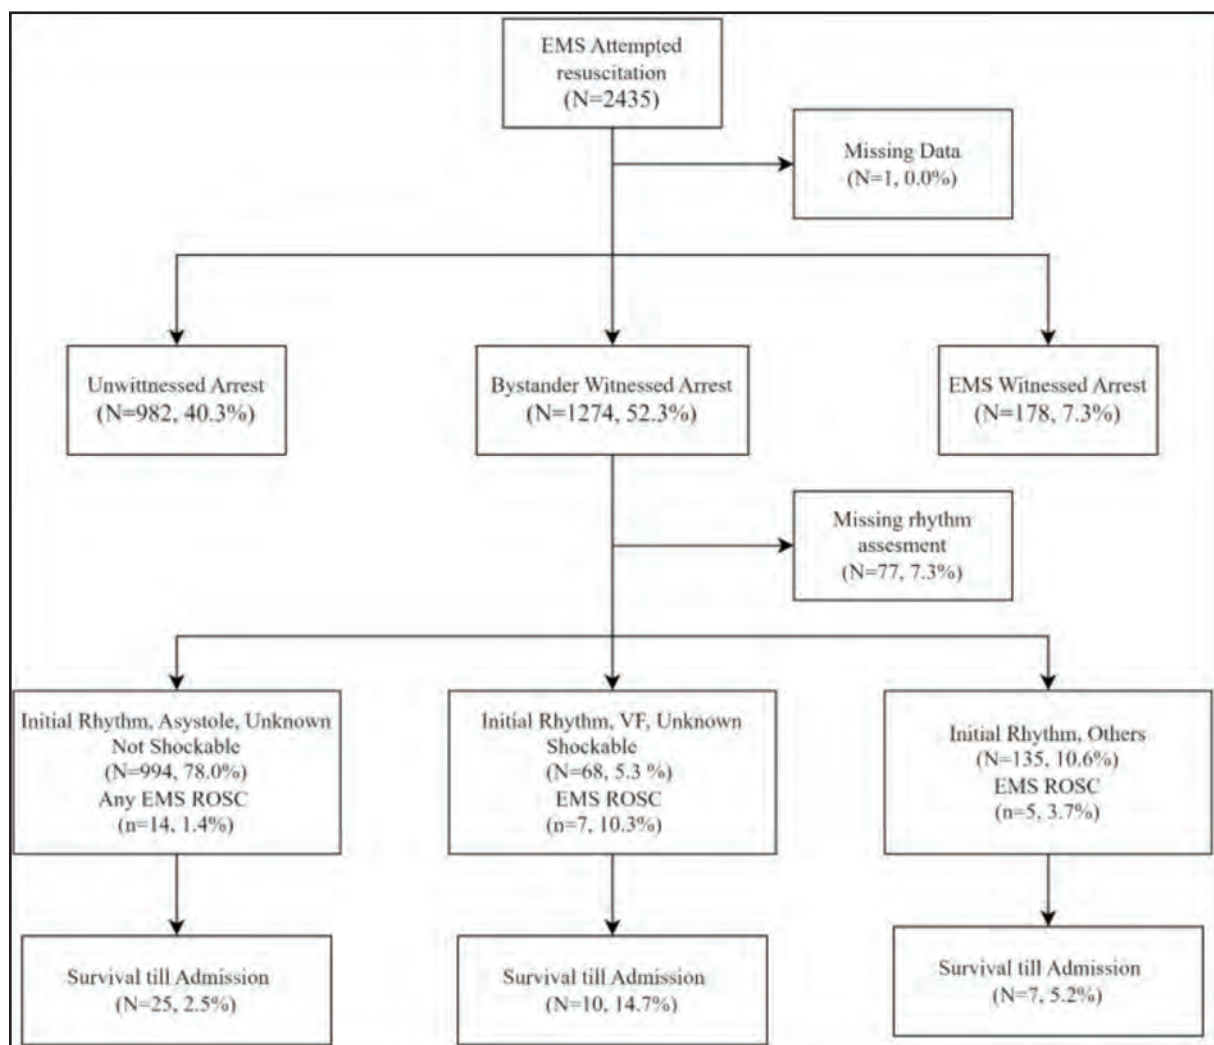 EMS Attempted
resuscitation
(N=2435)
Missing Data
(N=1, 0.0%)
Unwittnessed Arrest
(N=982, 40.3%)
Bystander Witnessed Arrest
(N=1274, 52.3%)
EMS Witnessed Arrest
(N=178, 7.3%)
Missing rhythm
assesment
(N=77, 7.3%)
Initial Rhythm, Asystole, Unknown
Not Shockable
(N=994, 78.0%)
Any EMS ROSC
(n=14, 1.4%)
Initial Rhythm, VF, Unknown
Shockable
(N=68, 5.3 %)
EMS ROSC
(n=7, 10.3%)
Initial Rhythm, Others
(N=135, 10.6%)
EMS ROSC
(n=5, 3.7%)
Survival till Admission
(N=25, 2.5%)
Survival till Admission
(N=10, 14.7%)
Survival till Admission
(N=7, 5.2%)